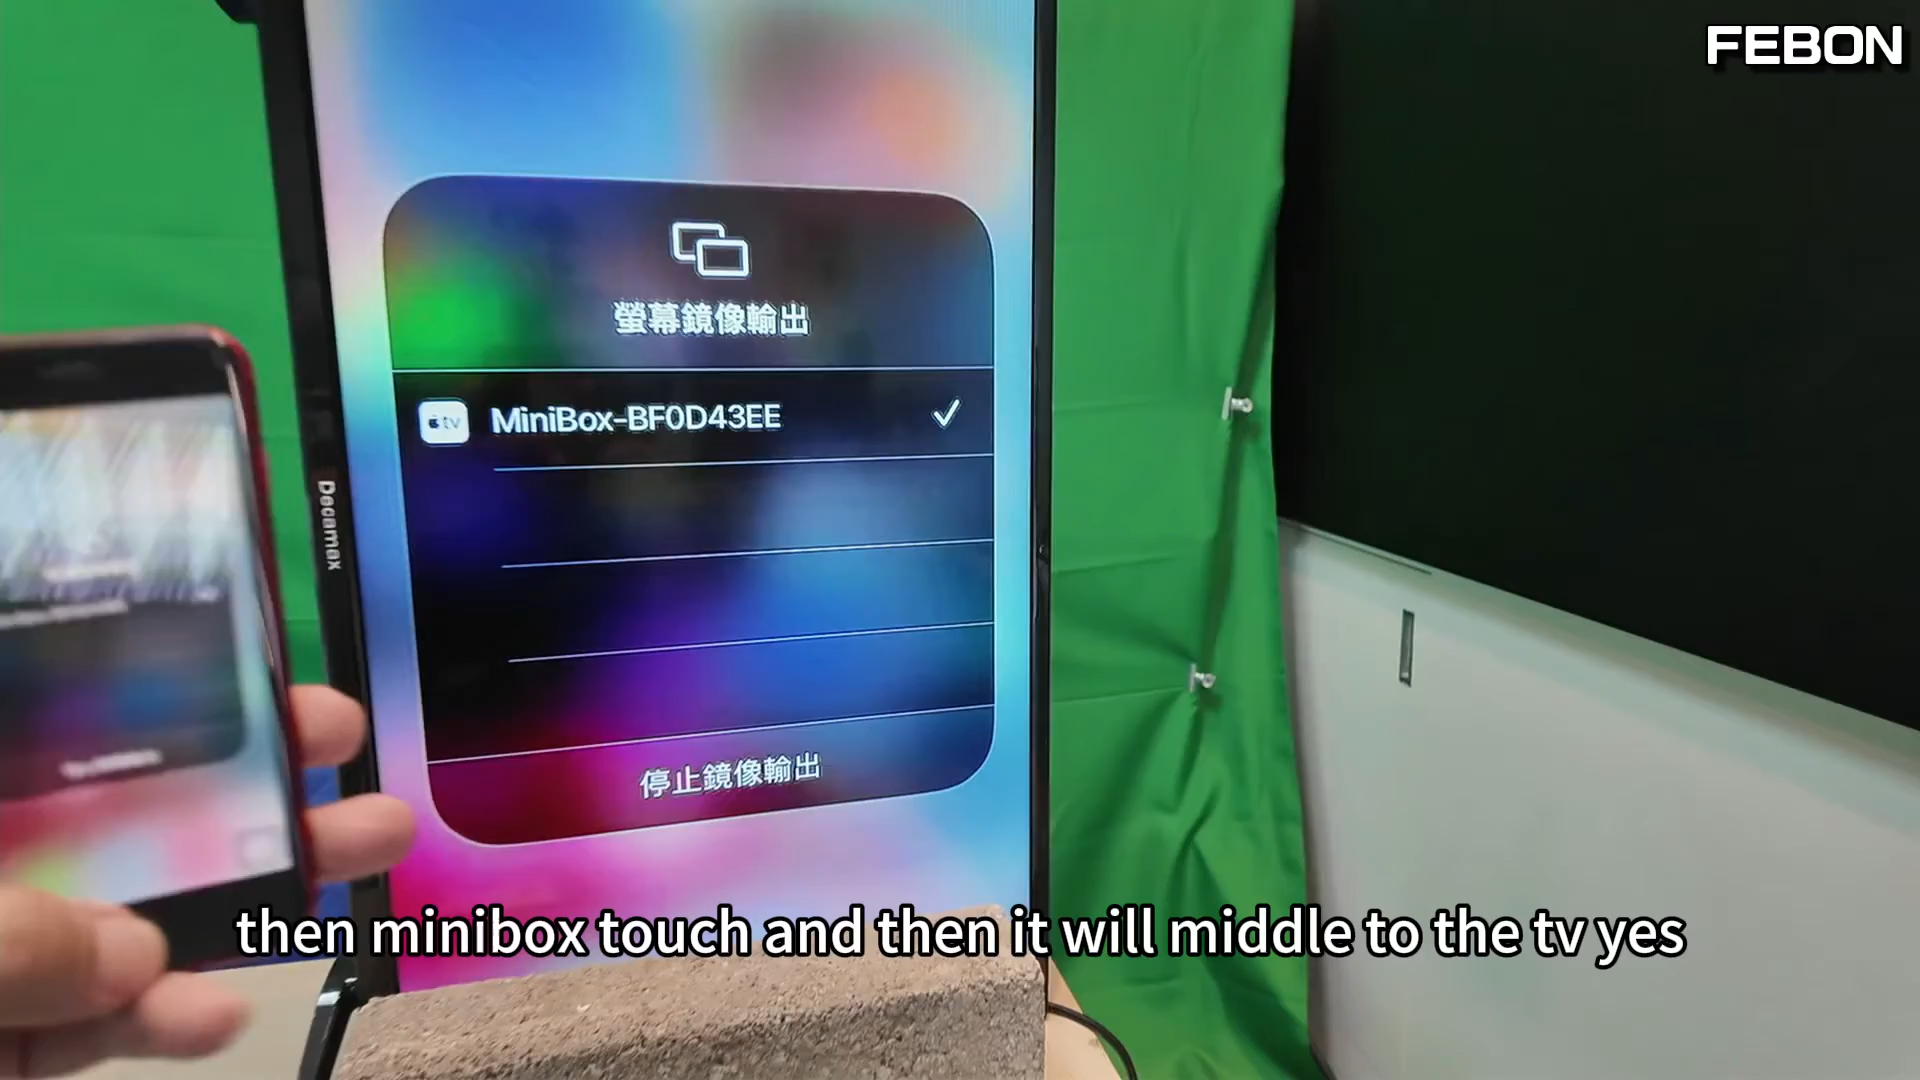 FEBON
螢幕鏡像輸出
tv
MiniBox-BF0D43EE
Decamax
停止鏡像輸出
then minibox touch and then it will middle to the tv yes